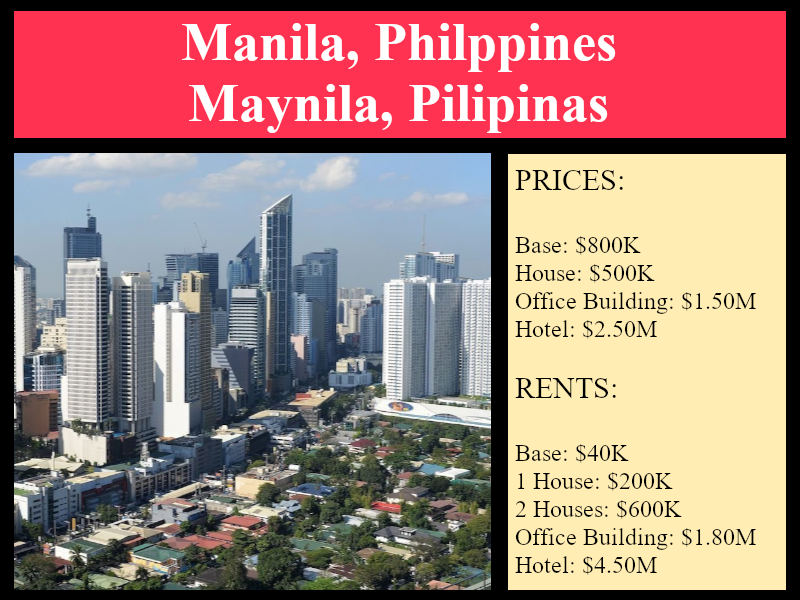 Manila, Philppines
Maynila, Pilipinas
PRICES:
Base: $800K
House: $500K
Office Building: $1.50M
Hotel: $2.50M
RENTS:
Base: $40K
1 House: $200K
2 Houses: $600K
Office Building: $1.80M
Hotel: $4.50M